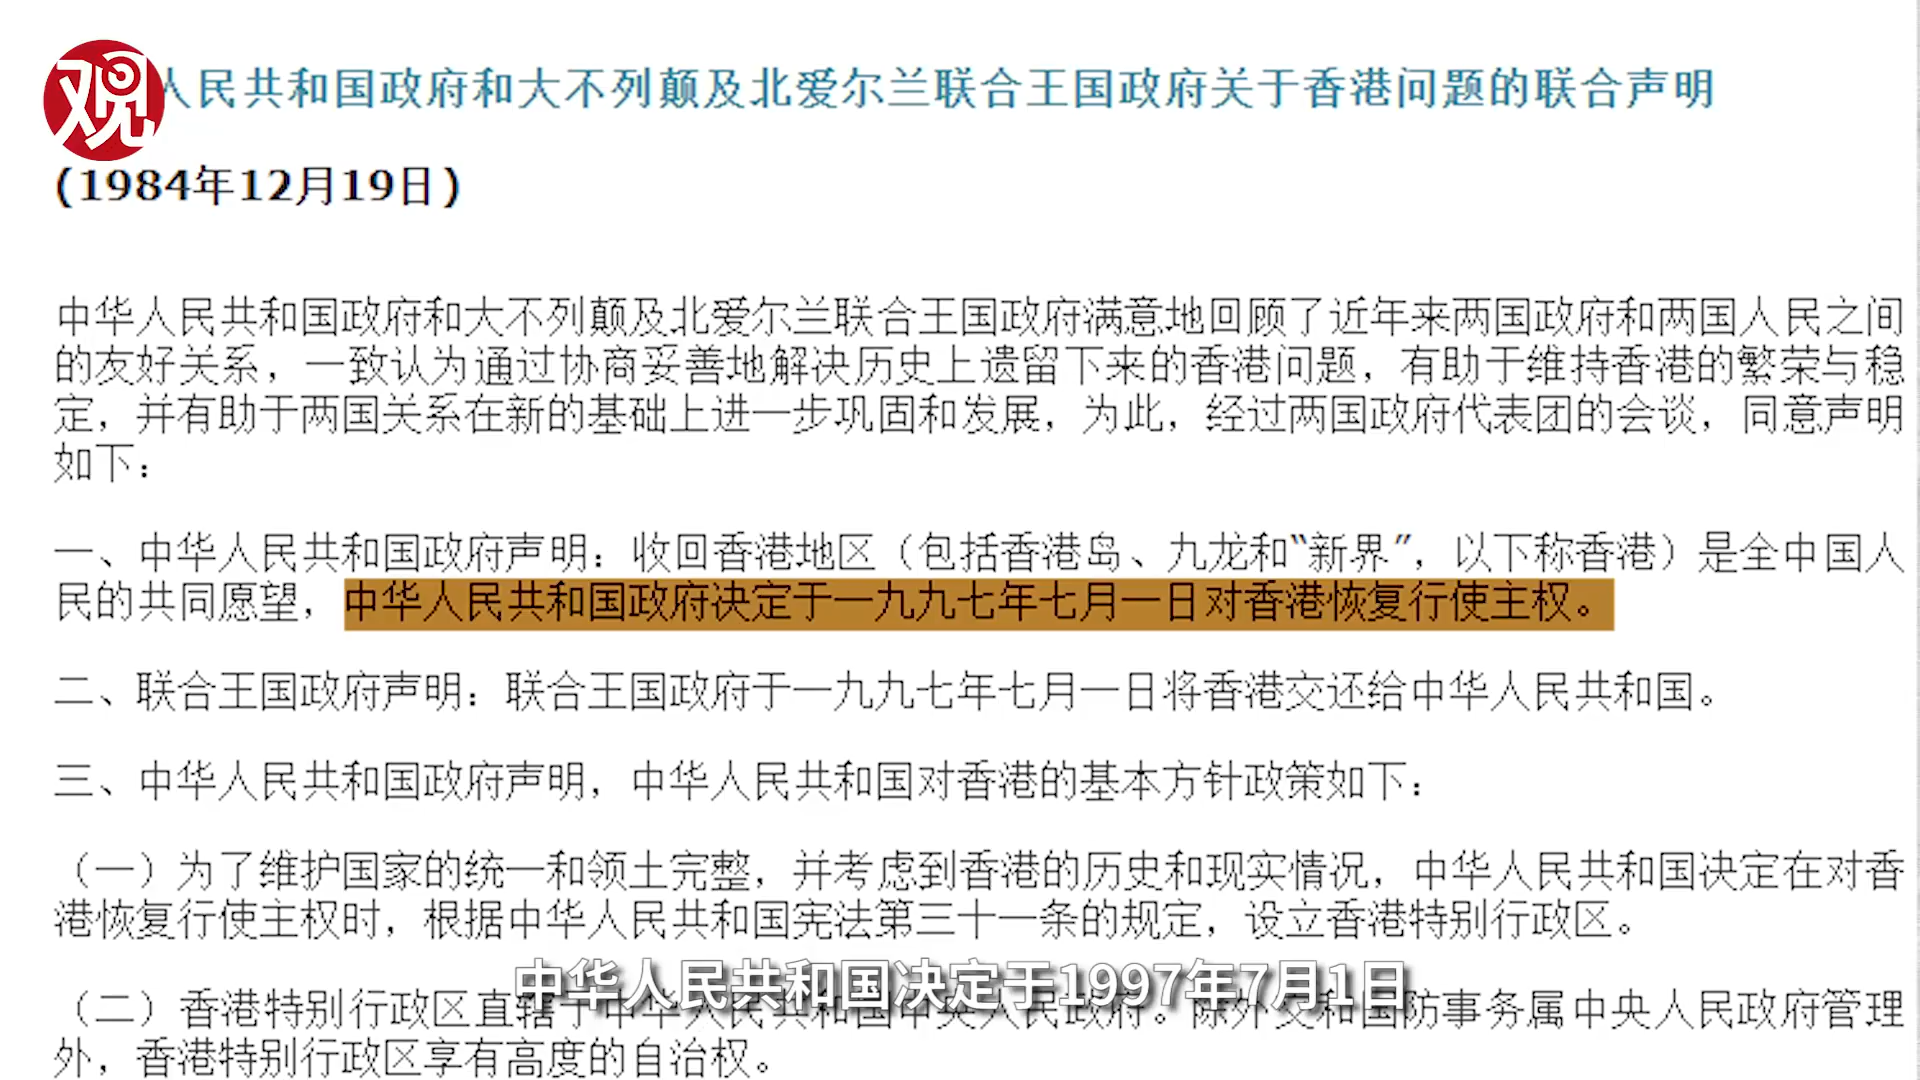 观
人民共和国政府和大不列颠及北爱尔兰联合王国政府关于香港问题的联合声明
(1984年12月19日)
中华人民共和国政府和大不列颠及北爱尔兰联合王国政府满意地回顾了近年来两国政府和两国人民之间
的友好关系，一致认为通过协商妥善地解决历史上遗留下来的香港问题，有助于维持香港的繁荣与稳
定，并有助于两国关系在新的基础上进一步巩固和发展，为此，经过两国政府代表团的会谈，同意声明
如下：
一、中华人民共和国政府声明：收回香港地区（包括香港岛、九龙和“新界”，以下称香港）是全中国人
民的共同愿望，中华人民共和国政府决定于一九九七年七月一日对香港恢复行使主权。
二、联合王国政府声明：联合王国政府于一九九七年七月一日将香港交还给中华人民共和国。
三、中华人民共和国政府声明，中华人民共和国对香港的基本方针政策如下：
（一）为了维护国家的统一和领土完整，并考虑到香港的历史和现实情况，中华人民共和国决定在对香
港恢复行使主权时，根据中华人民共和国宪法第三十一条的规定，设立香港特别行政区。
中华人民共和国决定于1997年7月1日
（二）香港特别行政区直辖于中华人民共和国中央人民政府。除外交和国防事务属中央人民政府管理
外，香港特别行政区享有高度的自治权。